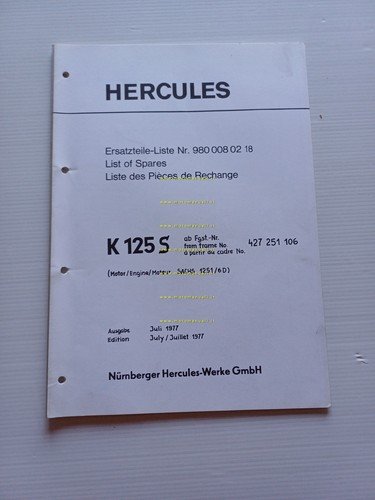 HERCULES
Ersatzteile-Liste Nr. 980 008 02 18
List of Spares
Liste des Pièces de Rechange
K 125 S ab Fgst.-Nr. from frame No. à partir du cadre No. 427 251 106
(Motor/Engine/Moteur SACHS 1251/6D)
Ausgabe Juli 1977
Edition July/Juillet 1977
Nürnberger Hercules-Werke GmbH